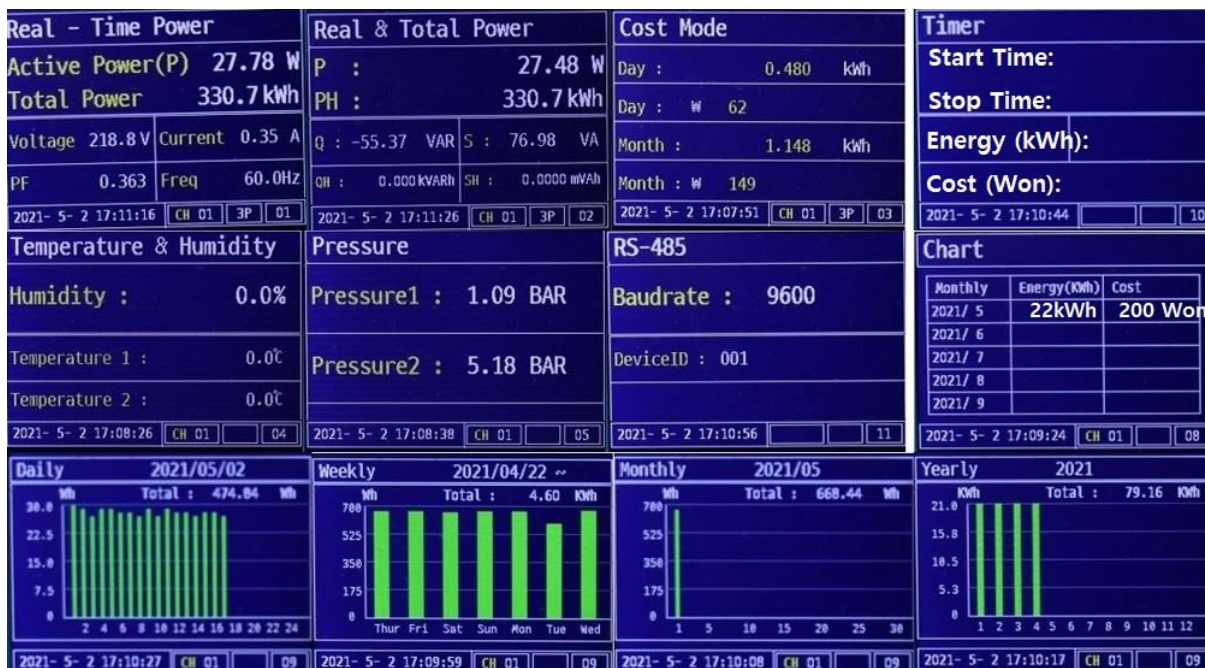 Real - Time Power
Active Power(P) 27.78 W
Total Power 330.7 kWh
Voltage 218.8 V Current 0.35 A
PF 0.363 Freq 60.0Hz
2021- 5- 2 17:11:16 CH 01 3P 01
Real & Total Power
P : 27.48 W
PH : 330.7 kWh
Q : -55.37 VAR S : 76.98 VA
QH : 0.000 kVARh SH : 0.0000 mVAh
2021- 5- 2 17:11:26 CH 01 3P 02
Cost Mode
Day : 0.480 kWh
Day : ₩ 62
Month : 1.148 kWh
Month : ₩ 149
2021- 5- 2 17:07:51 CH 01 3P 03
Timer
Start Time:
Stop Time:
Energy (kWh):
Cost (Won):
2021- 5- 2 17:10:44 10
Temperature & Humidity
Humidity : 0.0%
Temperature 1 : 0.0℃
Temperature 2 : 0.0℃
2021- 5- 2 17:08:26 CH 01 04
Pressure
Pressure1 : 1.09 BAR
Pressure2 : 5.18 BAR
2021- 5- 2 17:08:38 CH 01 05
RS-485
Baudrate : 9600
DeviceID : 001
2021- 5- 2 17:10:56 11
Chart
Monthly Energy(KWh) Cost
2021/ 5 22kWh 200 Won
2021/ 6
2021/ 7
2021/ 8
2021/ 9
2021- 5- 2 17:09:24 CH 01 08
Daily 2021/05/02
Wh Total : 474.84 Wh
30.0
22.5
15.0
7.5
0
2 4 6 8 10 12 14 16 18 20 22 24
2021- 5- 2 17:10:27 CH 01 09
Weekly 2021/04/22 ~
Wh Total : 4.60 KWh
700
525
350
175
0
Thur Fri Sat Sun Mon Tue Wed
2021- 5- 2 17:09:59 CH 01 09
Monthly 2021/05
Wh Total : 668.44 Wh
700
525
350
175
0
1 5 10 15 20 25 30
2021- 5- 2 17:10:08 CH 01 09
Yearly 2021
KWh Total : 79.16 KWh
21.0
15.8
10.5
5.3
0
1 2 3 4 5 6 7 8 9 10 11 12
2021- 5- 2 17:10:17 CH 01 09